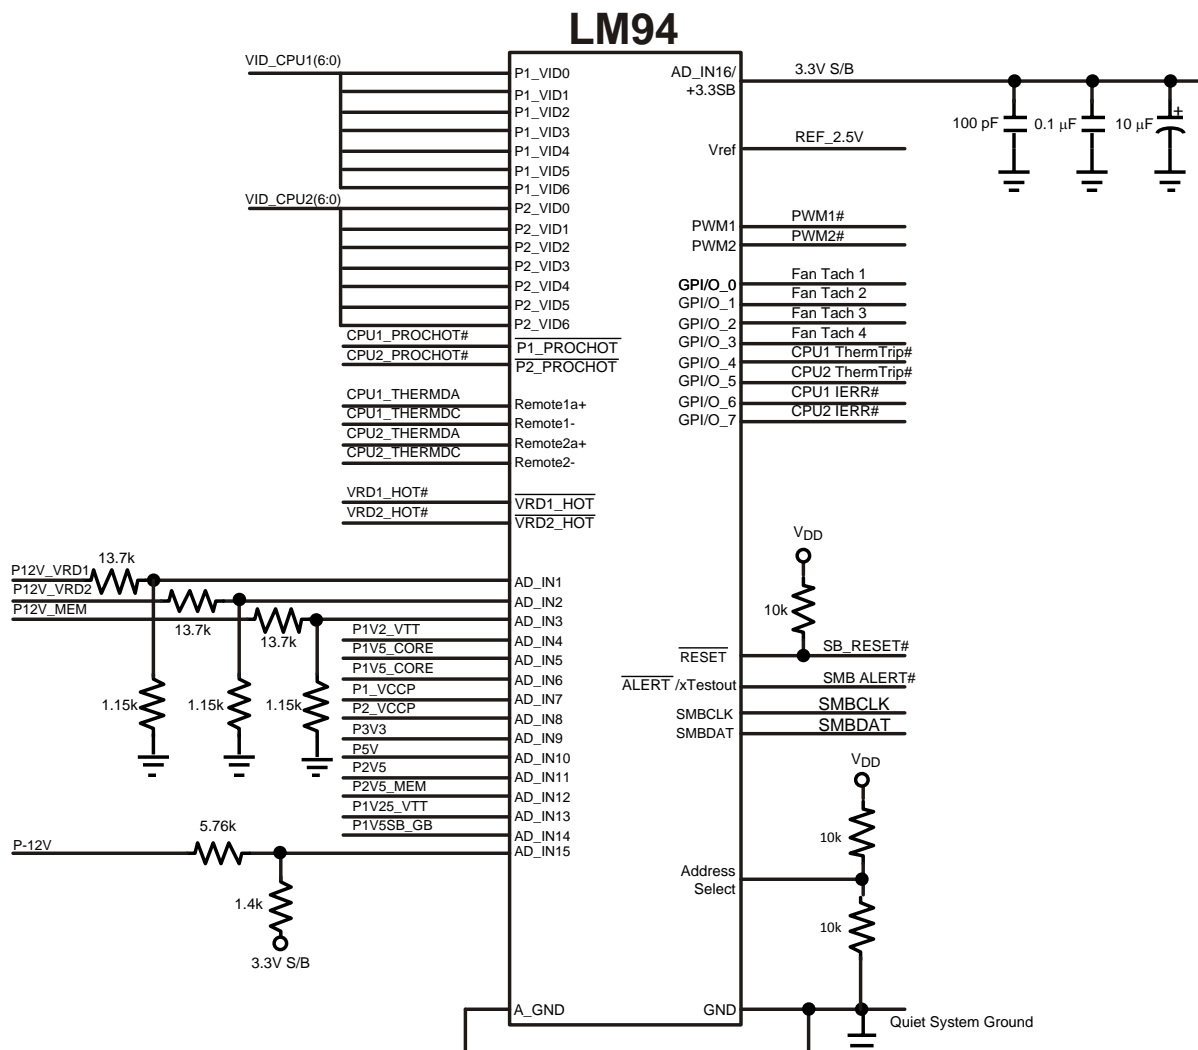 LM94
VID_CPU1(6:0)
P1_VID0
P1_VID1
P1_VID2
P1_VID3
P1_VID4
P1_VID5
P1_VID6
VID_CPU2(6:0)
P2_VID0
P2_VID1
P2_VID2
P2_VID3
P2_VID4
P2_VID5
P2_VID6
CPU1_PROCHOT#
P1_PROCHOT
CPU2_PROCHOT#
P2_PROCHOT
CPU1_THERMDA
Remote1a+
CPU1_THERMDC
Remote1-
CPU2_THERMDA
Remote2a+
CPU2_THERMDC
Remote2-
VRD1_HOT#
VRD1_HOT
VRD2_HOT#
VRD2_HOT
P12V_VRD1
13.7k
AD_IN1
P12V_VRD2
13.7k
AD_IN2
P12V_MEM
13.7k
AD_IN3
1.15k
1.15k
1.15k
P1V2_VTT
AD_IN4
P1V5_CORE
AD_IN5
P1V5_CORE
AD_IN6
P1_VCCP
AD_IN7
P2_VCCP
AD_IN8
P3V3
AD_IN9
P5V
AD_IN10
P2V5
AD_IN11
P2V5_MEM
AD_IN12
P1V25_VTT
AD_IN13
P1V5SB_GB
AD_IN14
P-12V
5.76k
AD_IN15
1.4k
3.3V S/B
A_GND
AD_IN16/
+3.3SB
3.3V S/B
100 pF
0.1 μF
10 μF
+
Vref
REF_2.5V
PWM1
PWM1#
PWM2
PWM2#
GPI/O_0
Fan Tach 1
GPI/O_1
Fan Tach 2
GPI/O_2
Fan Tach 3
GPI/O_3
Fan Tach 4
GPI/O_4
CPU1 ThermTrip#
GPI/O_5
CPU2 ThermTrip#
GPI/O_6
CPU1 IERR#
GPI/O_7
CPU2 IERR#
VDD
10k
RESET
SB_RESET#
ALERT /xTestout
SMB ALERT#
SMBCLK
SMBCLK
SMBDAT
SMBDAT
VDD
10k
Address
Select
10k
GND
Quiet System Ground